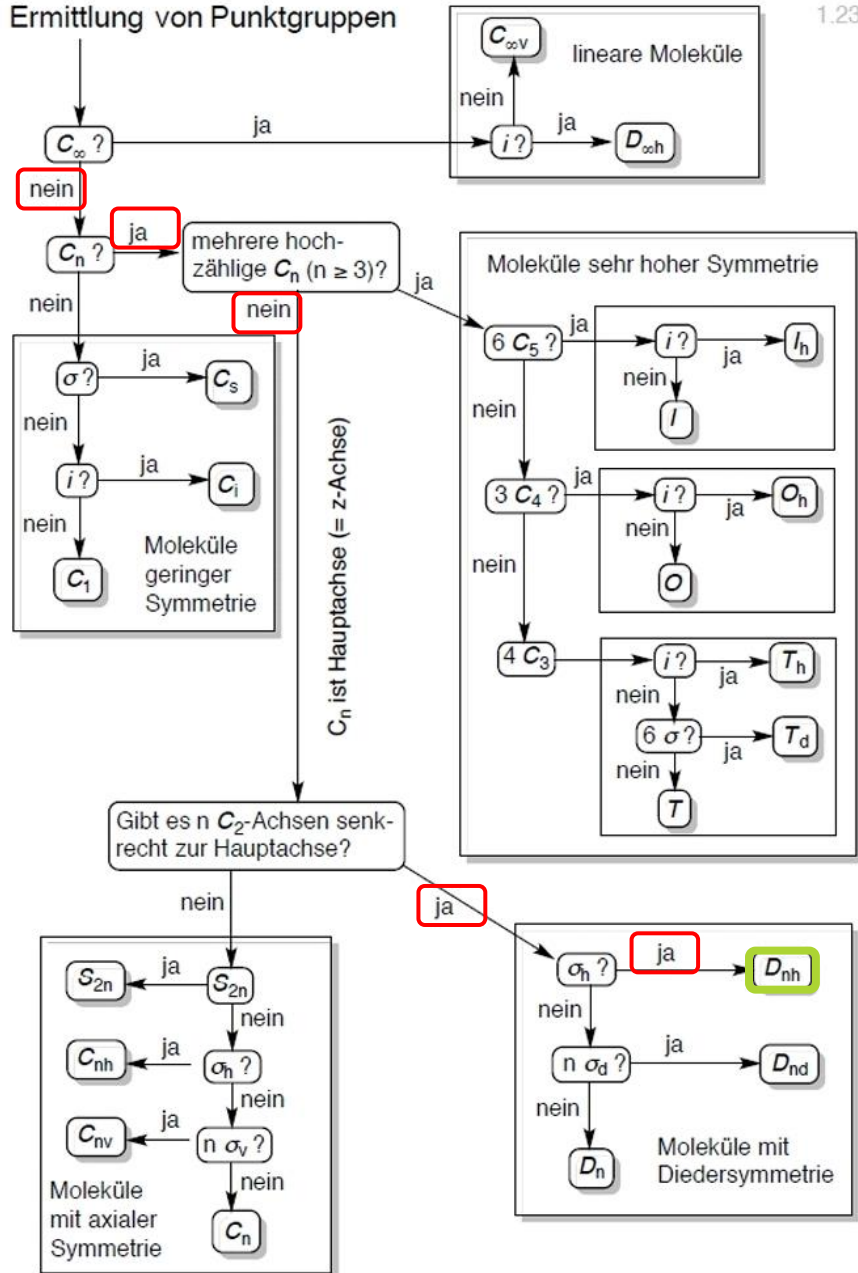 Ermittlung von Punktgruppen
1.23
C∞ ?
ja
nein
lineare Moleküle
C∞v
nein
i ?
ja
D∞h
Cn ?
ja
nein
mehrere hoch-
zählige Cn (n ≥ 3)?
ja
nein
σ ?
ja
Cs
nein
i ?
ja
Ci
nein
C1
Moleküle
geringer
Symmetrie
Cn ist Hauptachse (= z-Achse)
Moleküle sehr hoher Symmetrie
6 C5 ?
ja
i ?
ja
Ih
nein
I
nein
3 C4 ?
ja
i ?
ja
Oh
nein
O
nein
4 C3
i ?
ja
Th
nein
6 σ ?
ja
Td
nein
T
Gibt es n C2-Achsen senk-
recht zur Hauptachse?
nein
ja
S2n
ja
S2n
nein
Cnh
ja
σh ?
nein
Cnv
ja
n σv ?
nein
Cn
Moleküle
mit axialer
Symmetrie
σh ?
ja
Dnh
nein
n σd ?
ja
Dnd
nein
Dn
Moleküle mit
Diedersymmetrie